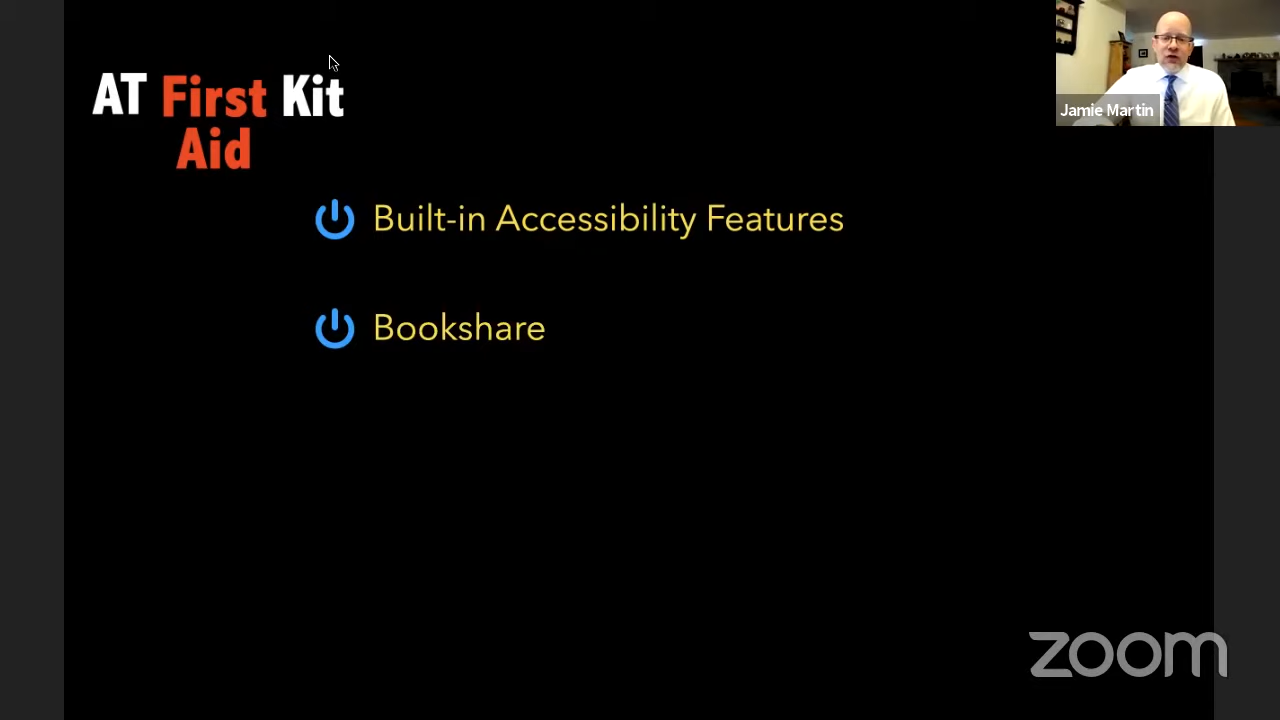 AT First Kit
Aid
Jamie Martin
Built-in Accessibility Features
Bookshare
zoom